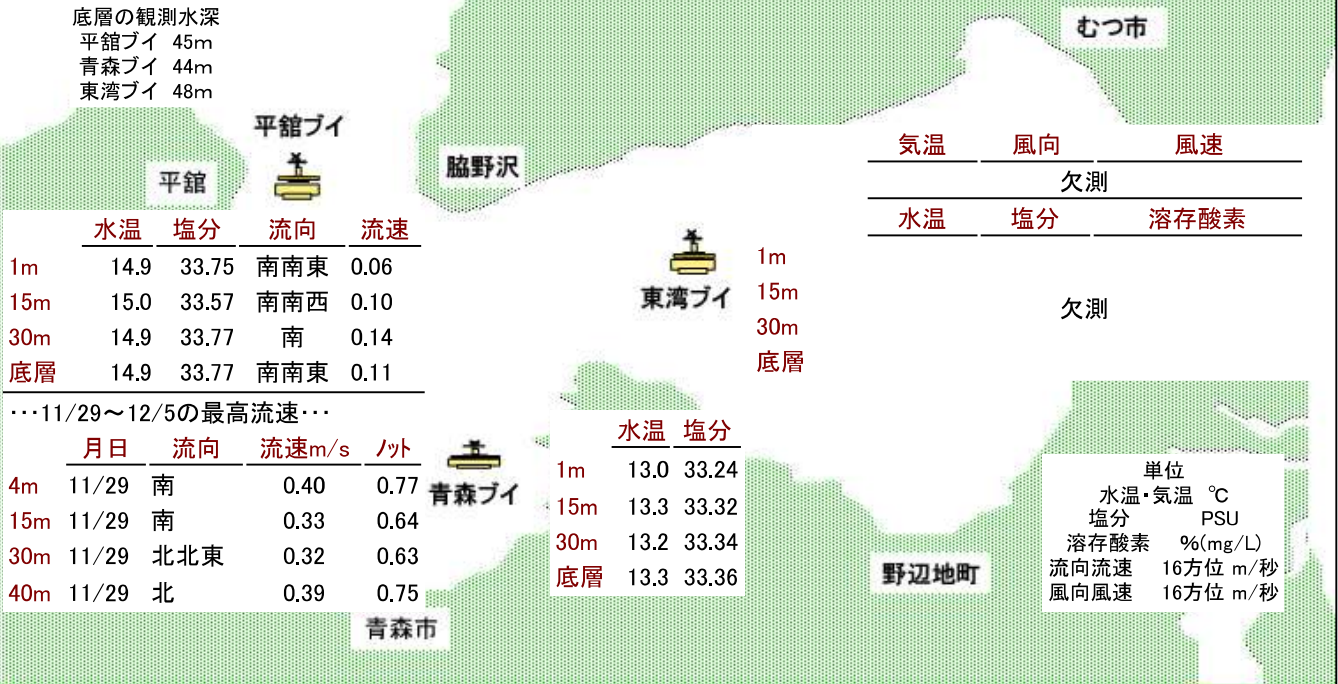 底層の観測水深
平舘ブイ 45m
青森ブイ 44m
東湾ブイ 48m
むつ市
平舘ブイ
脇野沢
平舘
水温 塩分 流向 流速
1m 14.9 33.75 南南東 0.06
15m 15.0 33.57 南南西 0.10
30m 14.9 33.77 南 0.14
底層 14.9 33.77 南南東 0.11
･･･11/29～12/5の最高流速･･･
月日 流向 流速m/s ノット
4m 11/29 南 0.40 0.77
15m 11/29 南 0.33 0.64
30m 11/29 北北東 0.32 0.63
40m 11/29 北 0.39 0.75
気温 風向 風速
欠測
水温 塩分 溶存酸素
東湾ブイ
1m
15m
30m
底層
欠測
青森ブイ
水温 塩分
1m 13.0 33.24
15m 13.3 33.32
30m 13.2 33.34
底層 13.3 33.36
野辺地町
青森市
単位
水温･気温 ℃
塩分 PSU
溶存酸素 %(mg/L)
流向流速 16方位 m/秒
風向風速 16方位 m/秒